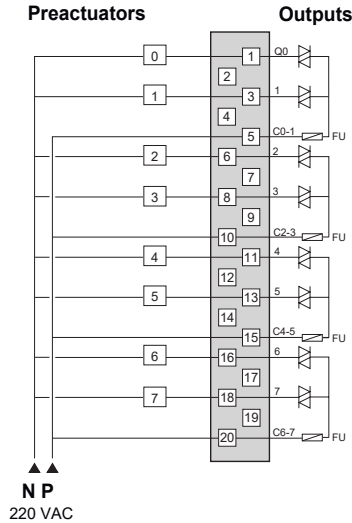 Preactuators Outputs
0 1 Q0
2
1 3 1
4
5 C0-1 FU
2 6 2
7
3 8 3
9
10 C2-3 FU
4 11 4
12
5 13 5
14
15 C4-5 FU
6 16 6
17
7 18 7
19
20 C6-7 FU
N P
220 VAC